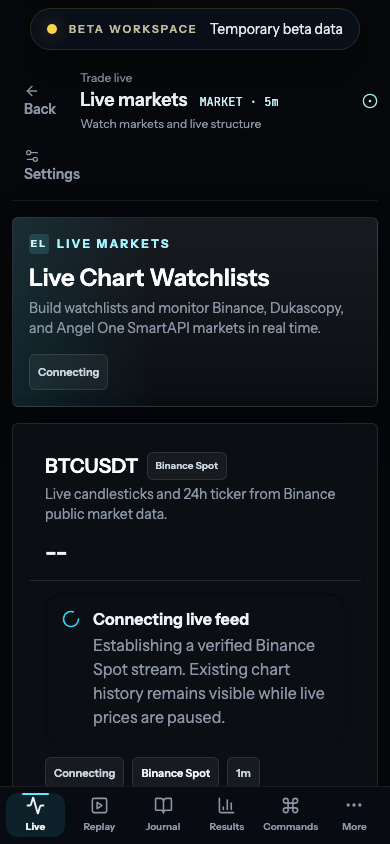 BETA WORKSPACE Temporary beta data
Trade live
Back
Live markets MARKET · 5m
Watch markets and live structure
Settings
EL LIVE MARKETS
Live Chart Watchlists
Build watchlists and monitor Binance, Dukascopy,
and Angel One SmartAPI markets in real time.
Connecting
BTCUSDT Binance Spot
Live candlesticks and 24h ticker from Binance
public market data.
--
Connecting live feed
Establishing a verified Binance
Spot stream. Existing chart
history remains visible while live
prices are paused.
Connecting Binance Spot 1m
Live Replay Journal Results Commands More